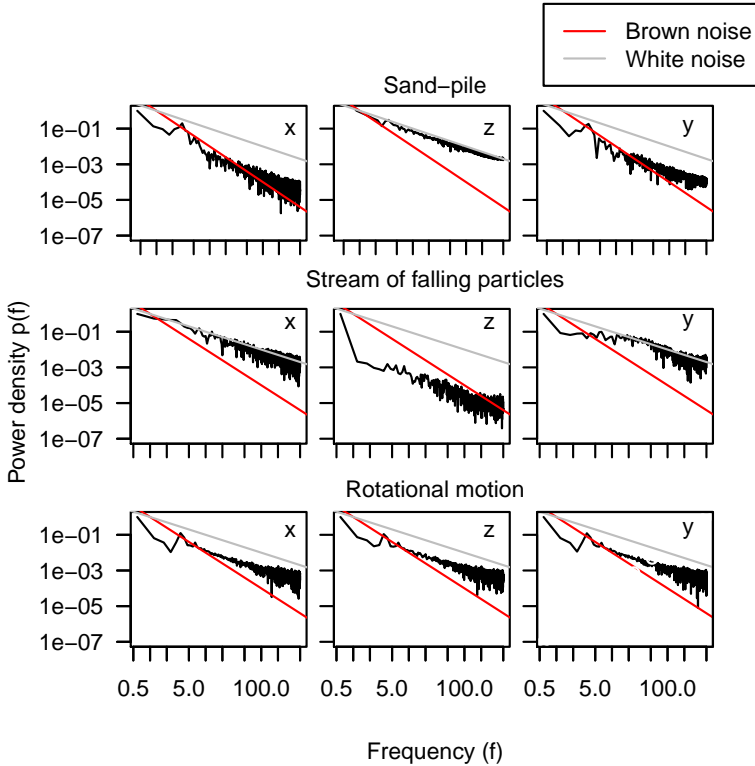 Brown noise
White noise
Sand−pile
x
z
y
1e−01
1e−03
1e−05
1e−07
Stream of falling particles
x
z
y
1e−01
1e−03
1e−05
1e−07
Power density p(f)
Rotational motion
x
z
y
1e−01
1e−03
1e−05
1e−07
0.5 5.0 100.0 0.5 5.0 100.0 0.5 5.0 100.0
Frequency (f)